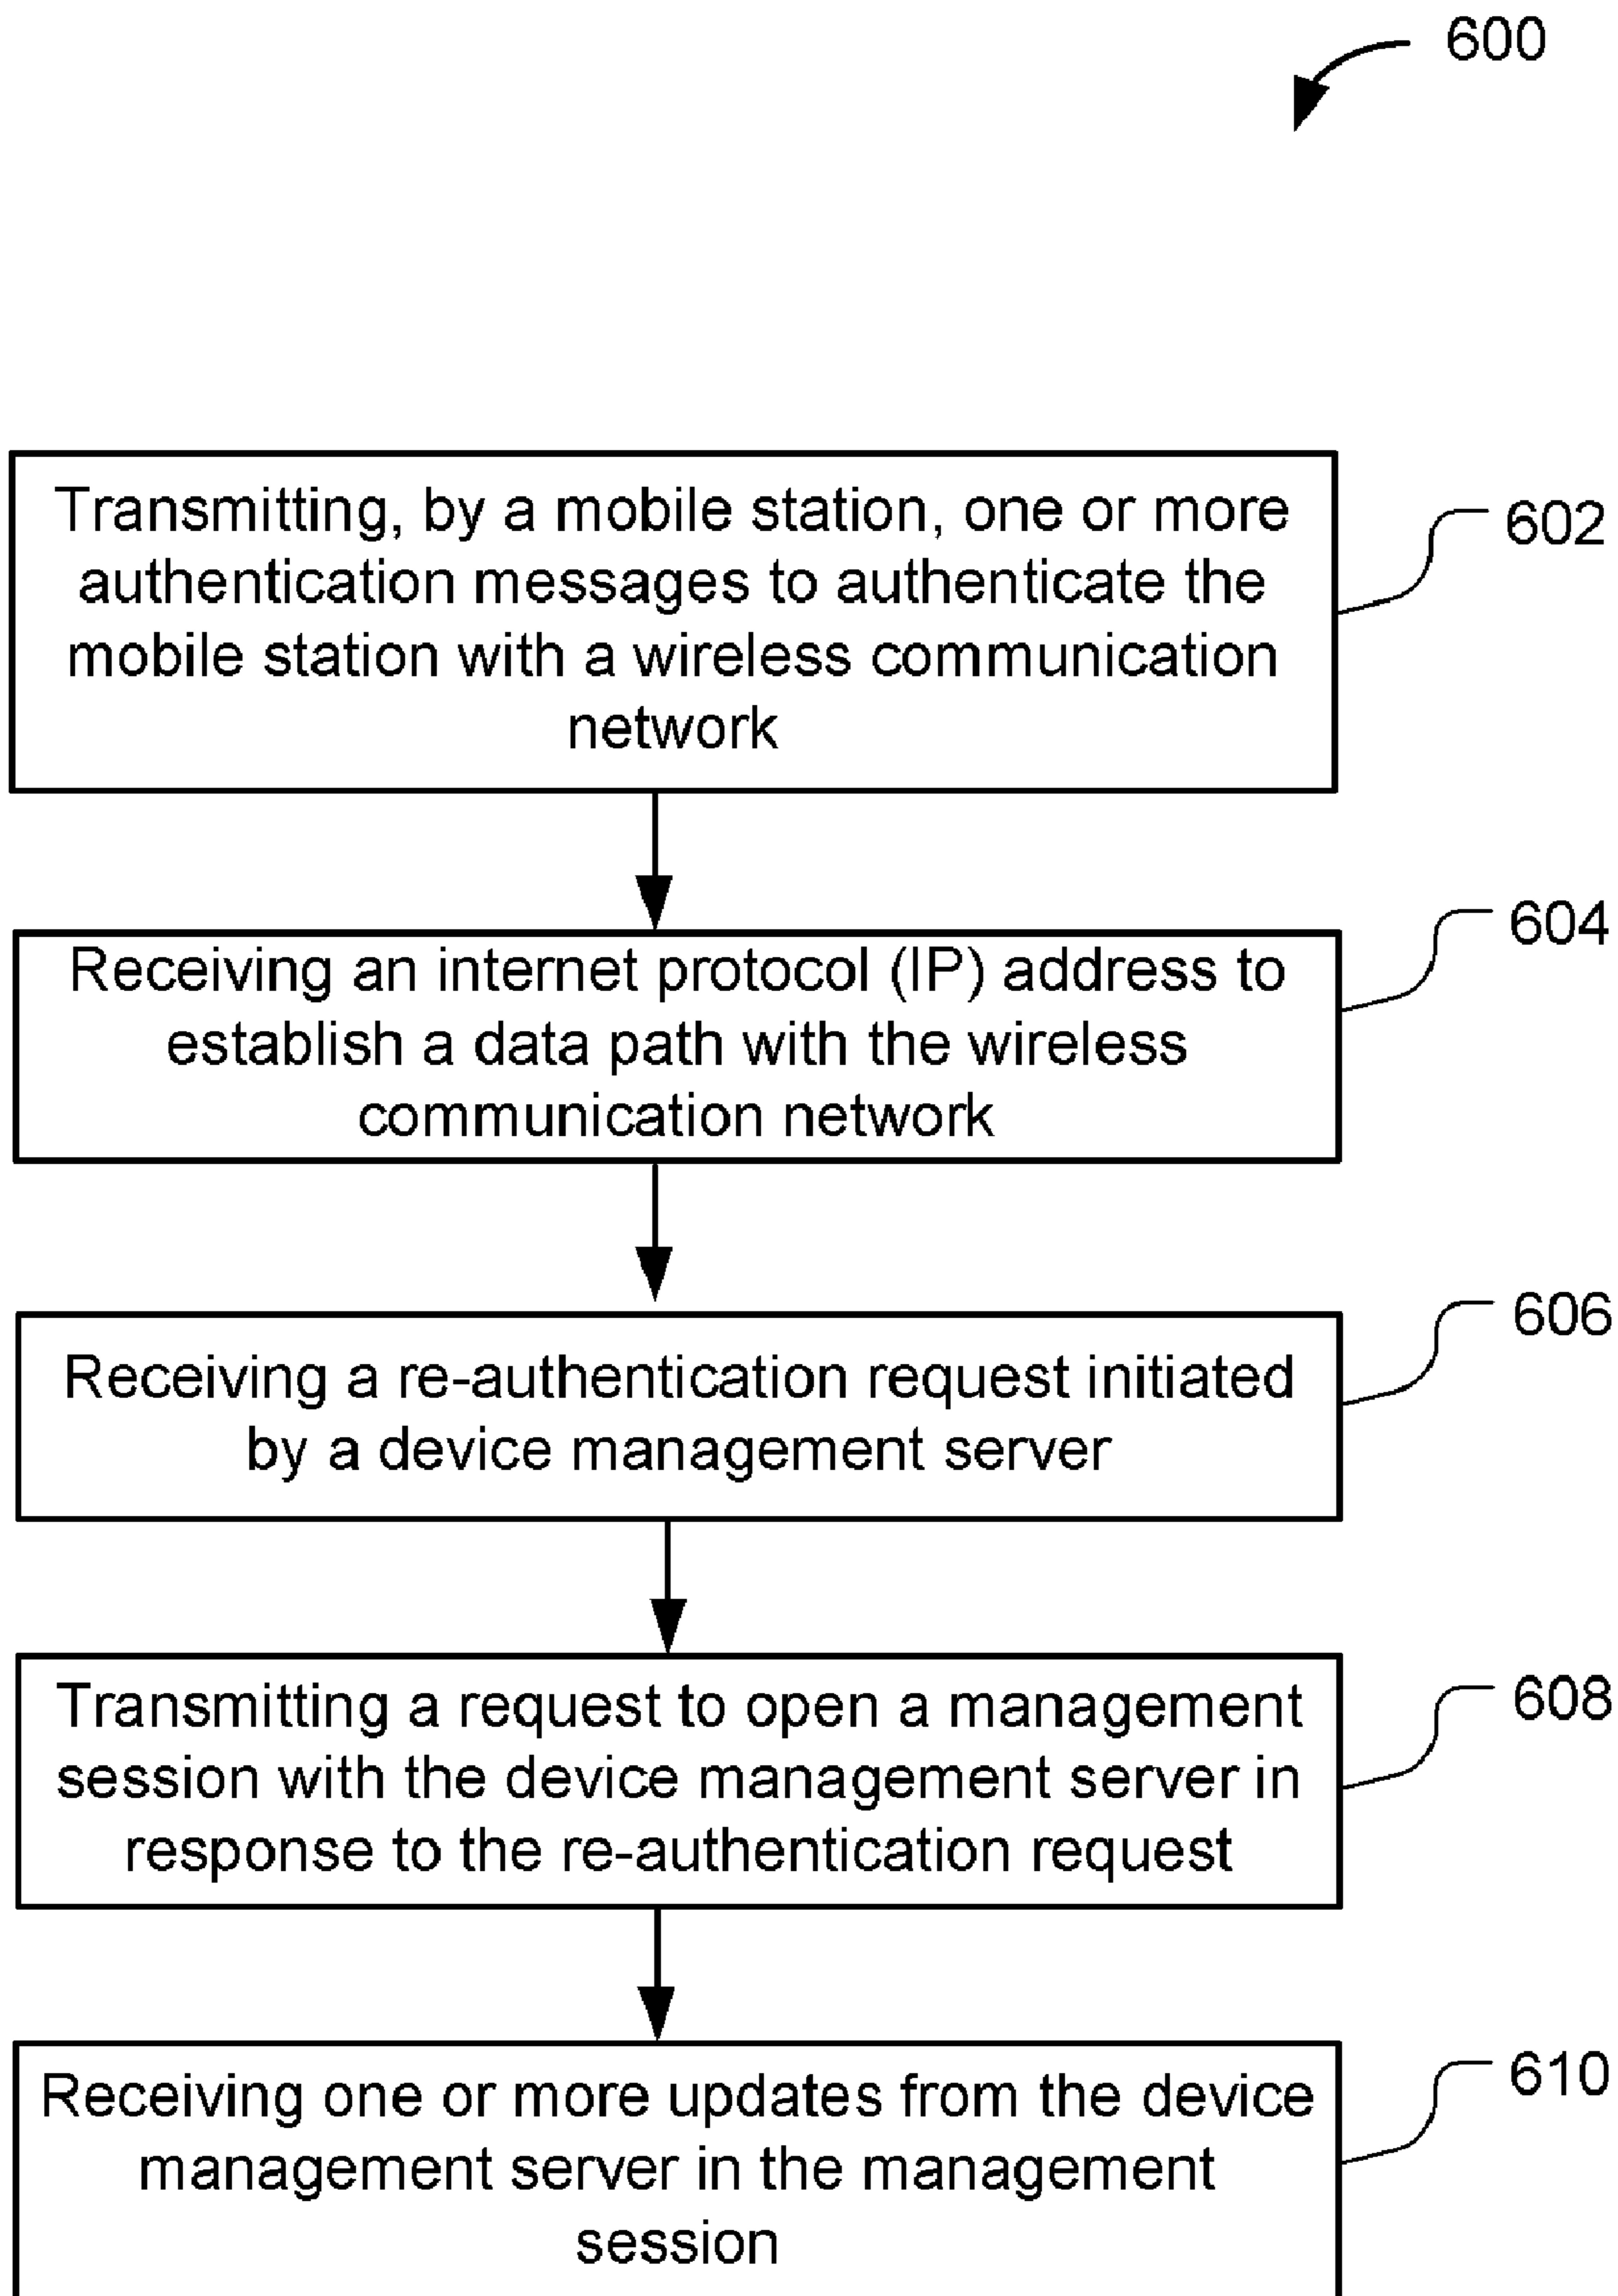 600
Transmitting, by a mobile station, one or more
authentication messages to authenticate the
mobile station with a wireless communication
network
602
Receiving an internet protocol (IP) address to
establish a data path with the wireless
communication network
604
Receiving a re-authentication request initiated
by a device management server
606
Transmitting a request to open a management
session with the device management server in
response to the re-authentication request
608
Receiving one or more updates from the device
management server in the management
session
610